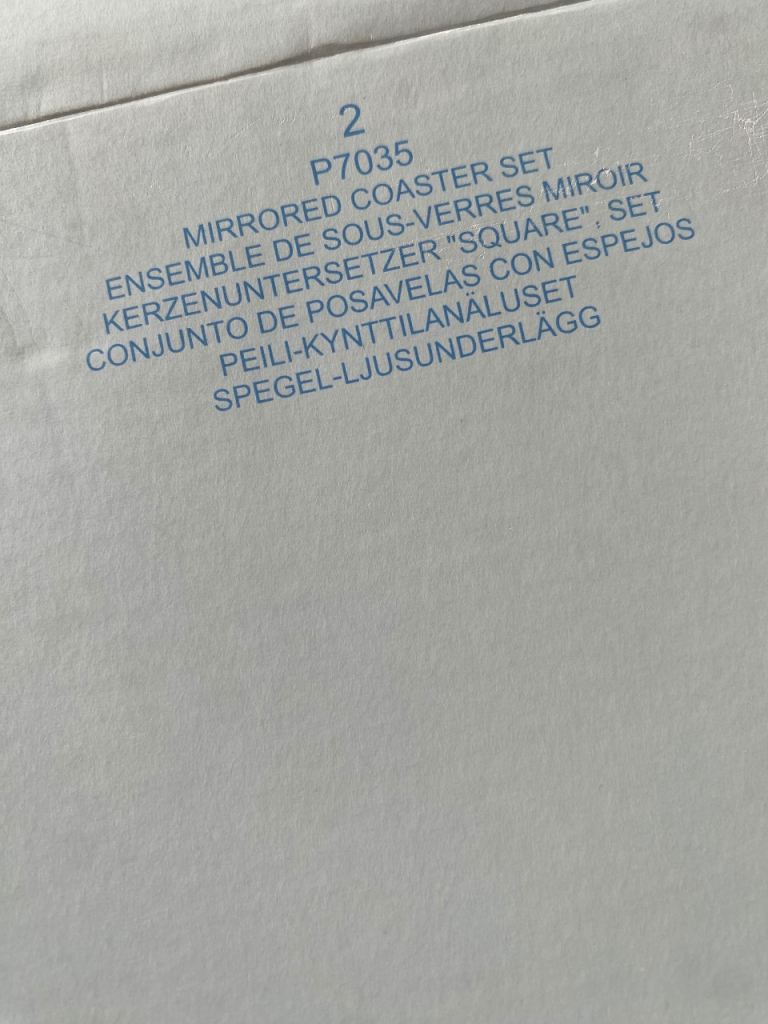 2
P7035
MIRRORED COASTER SET
ENSEMBLE DE SOUS-VERRES MIROIR
KERZENUNTERSETZER "SQUARE", SET
CONJUNTO DE POSAVELAS CON ESPEJOS
PEILI-KYNTTILANÄLUSET
SPEGEL-LJUSUNDERLÄGG